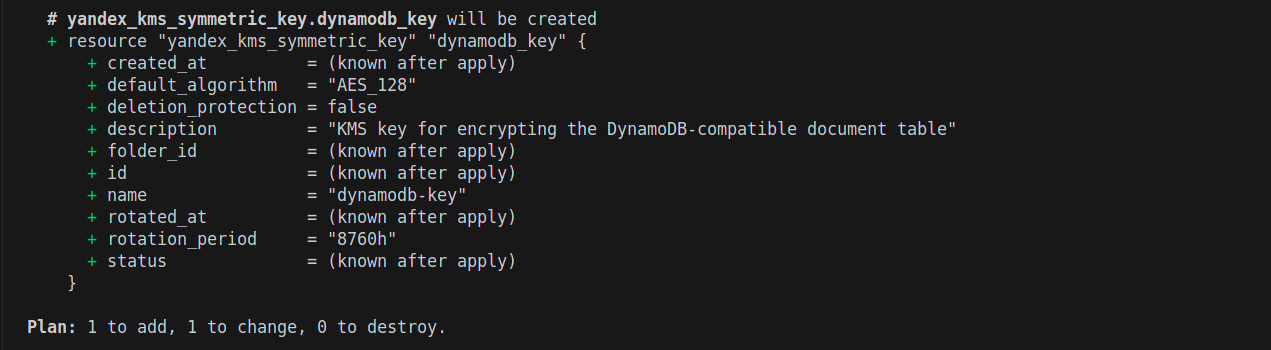 # yandex_kms_symmetric_key.dynamodb_key will be created
+ resource "yandex_kms_symmetric_key" "dynamodb_key" {
+ created_at = (known after apply)
+ default_algorithm = "AES_128"
+ deletion_protection = false
+ description = "KMS key for encrypting the DynamoDB-compatible document table"
+ folder_id = (known after apply)
+ id = (known after apply)
+ name = "dynamodb-key"
+ rotated_at = (known after apply)
+ rotation_period = "8760h"
+ status = (known after apply)
}
Plan: 1 to add, 1 to change, 0 to destroy.